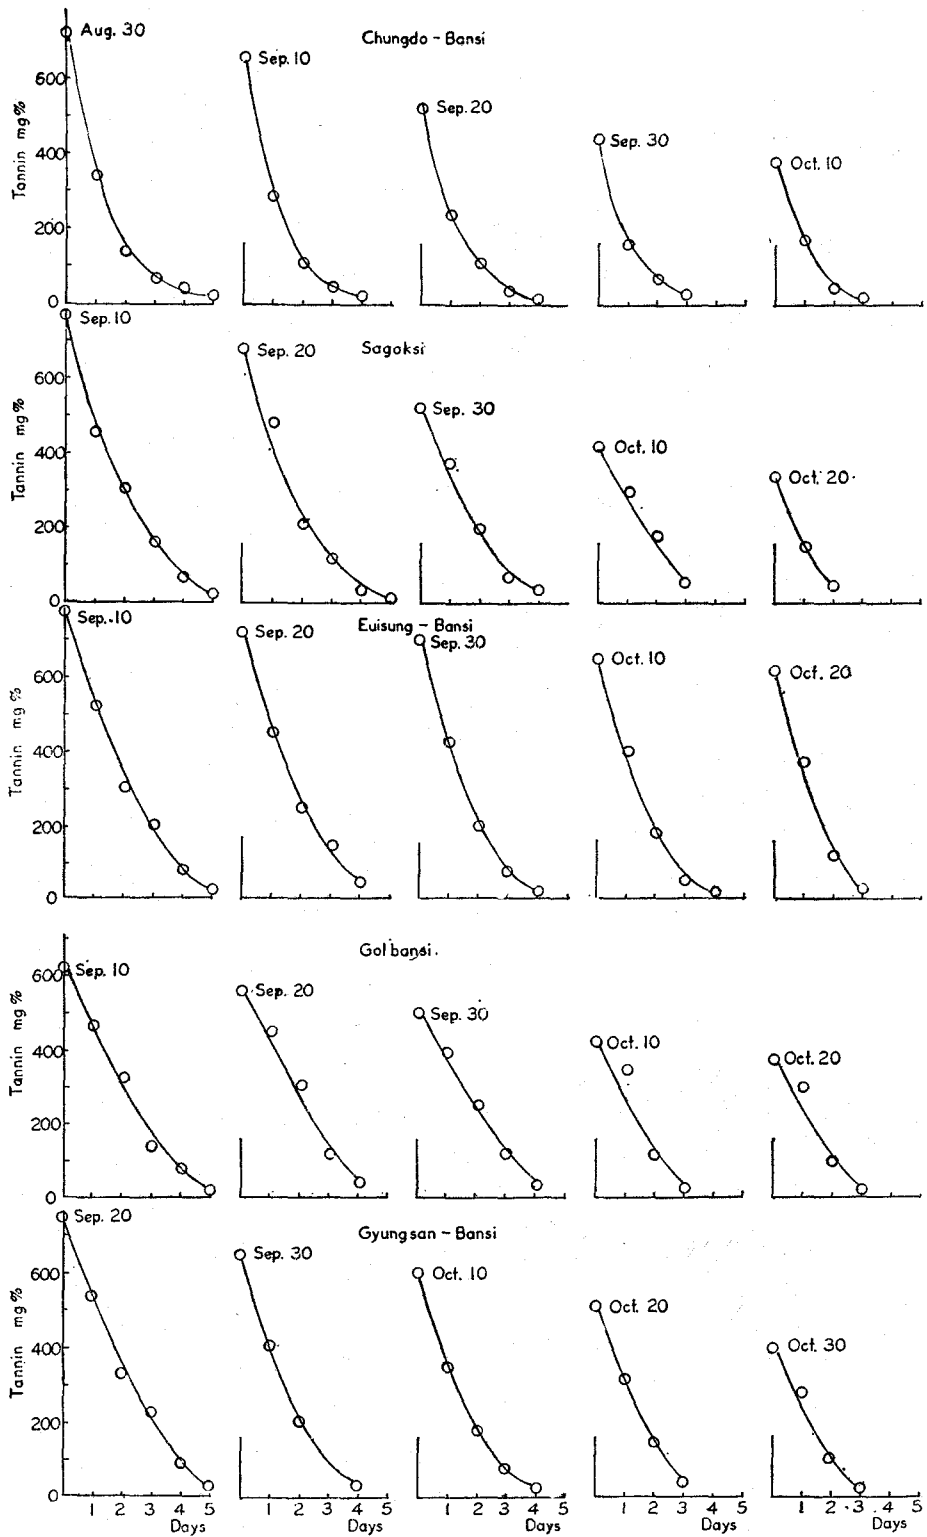 Chungdo - Bansi
Tannin mg%
600
400
200
0
Aug. 30
Sep. 10
Sep. 20
Sep. 30
Oct. 10
Sagoksi
Tannin mg%
600
400
200
0
Sep. 10
Sep. 20
Sep. 30
Oct. 10
Oct. 20
Euisung - Bansi
Tannin mg%
600
400
200
0
Sep. 10
Sep. 20
Sep. 30
Oct. 10
Oct. 20
Golbansi.
Tannin mg%
600
400
200
0
Sep. 10
Sep. 20
Sep. 30
Oct. 10
Oct. 20
Gyungsan - Bansi
Tannin mg%
600
400
200
0
Sep. 20
Sep. 30
Oct. 10
Oct. 20
Oct. 30
1 2 3 4 5 1 2 3 4 5 1 2 3 4 5 1 2 3 4 5 1 2 3 4 5
Days Days Days Days Days